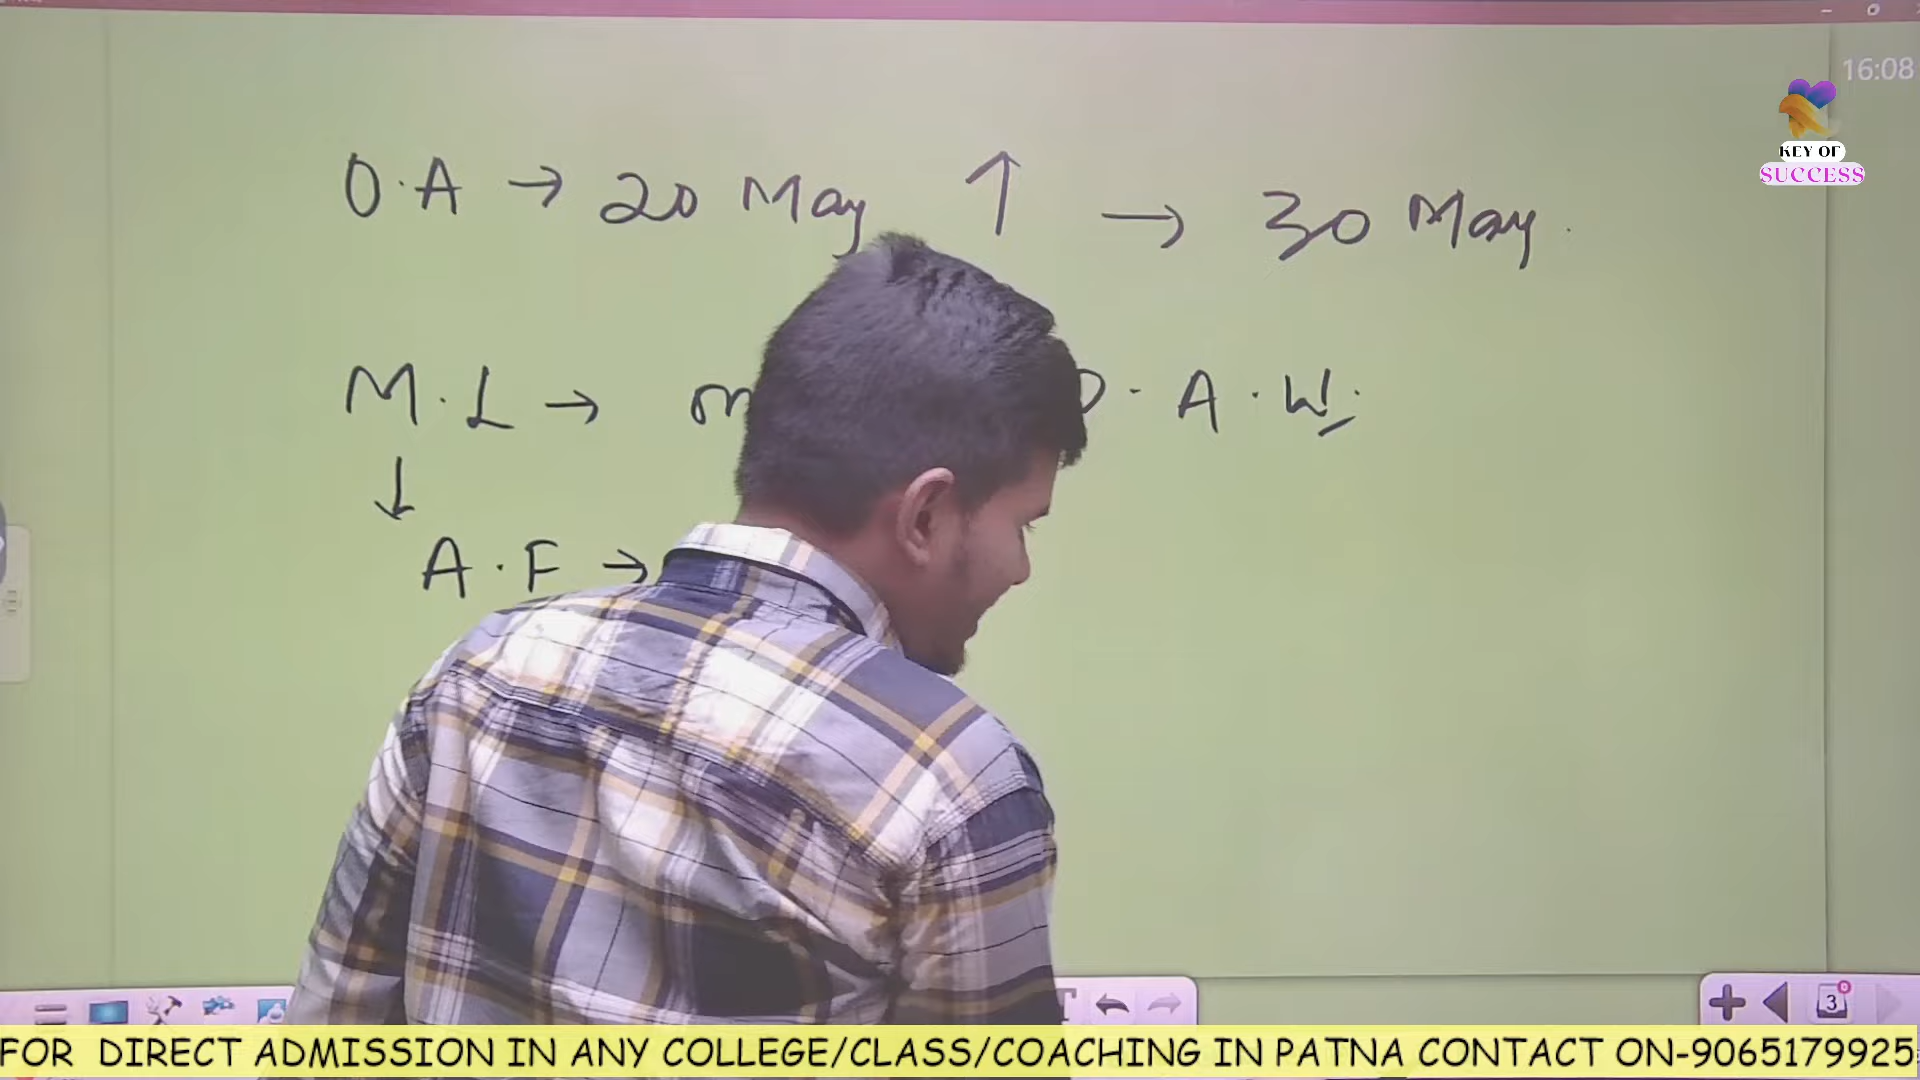 16:08
KEY OF
SUCCESS
O.A → 20 May ↑ → 30 May.
M.L → D.A.W.
↓
A.F →
3
FOR DIRECT ADMISSION IN ANY COLLEGE/CLASS/COACHING IN PATNA CONTACT ON-9065179925